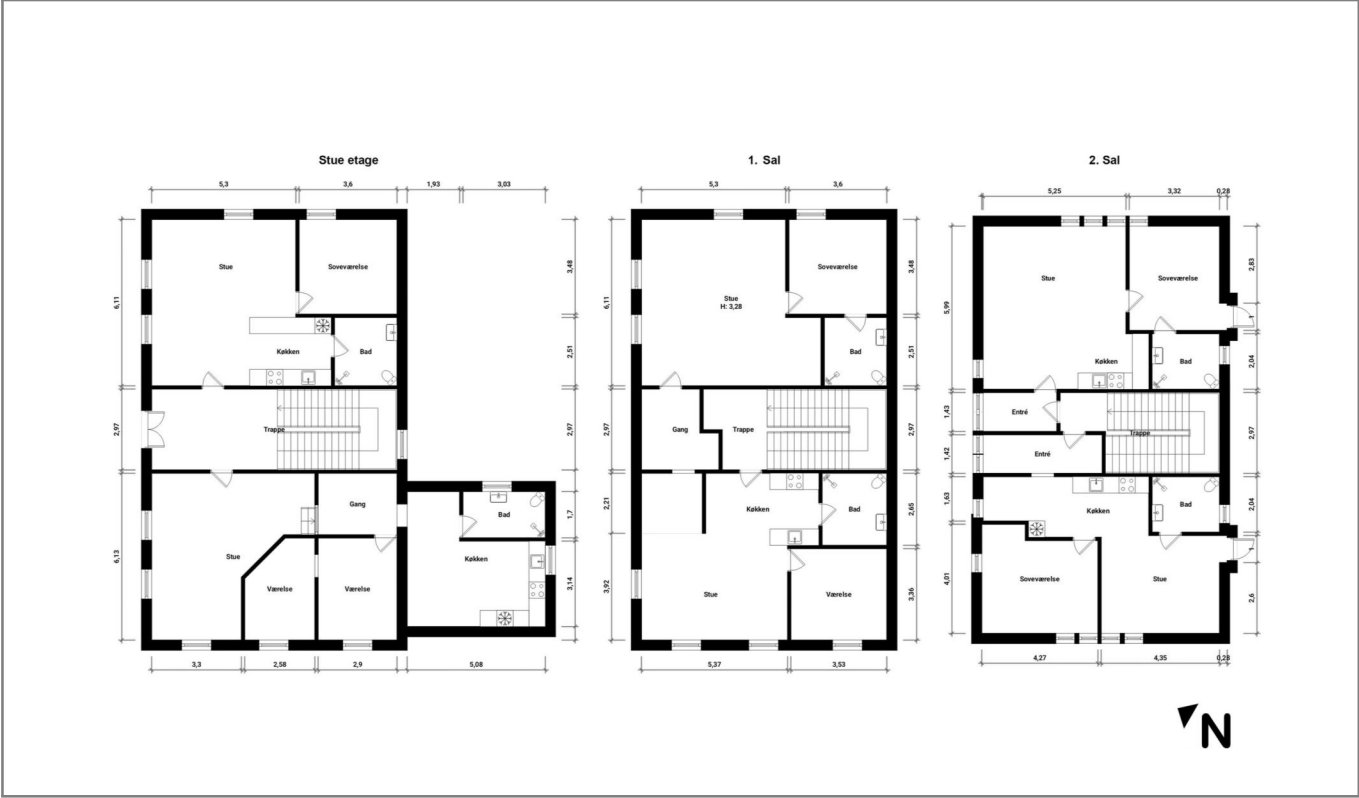 Stue etage
1. Sal
2. Sal
5,3
3,6
1,93
3,03
5,3
3,6
5,25
3,32
0,28
6,11
2,97
6,13
Stue
Soveværelse
Køkken
Bad
Trappe
Gang
Stue
Værelse
Værelse
Bad
Køkken
3,48
2,51
2,97
1,7
3,14
3,3
2,58
2,9
5,08
6,11
2,97
2,21
3,92
Stue
H: 3,28
Soveværelse
Bad
Gang
Trappe
Køkken
Bad
Stue
Værelse
3,48
2,51
2,97
2,65
3,36
5,37
3,53
5,99
1,43
1,42
1,63
4,01
Stue
Soveværelse
Køkken
Bad
Entré
Trappe
Entré
Køkken
Bad
Soveværelse
Stue
2,83
1
2,04
2,97
2,04
1
2,6
4,27
4,35
0,28
N